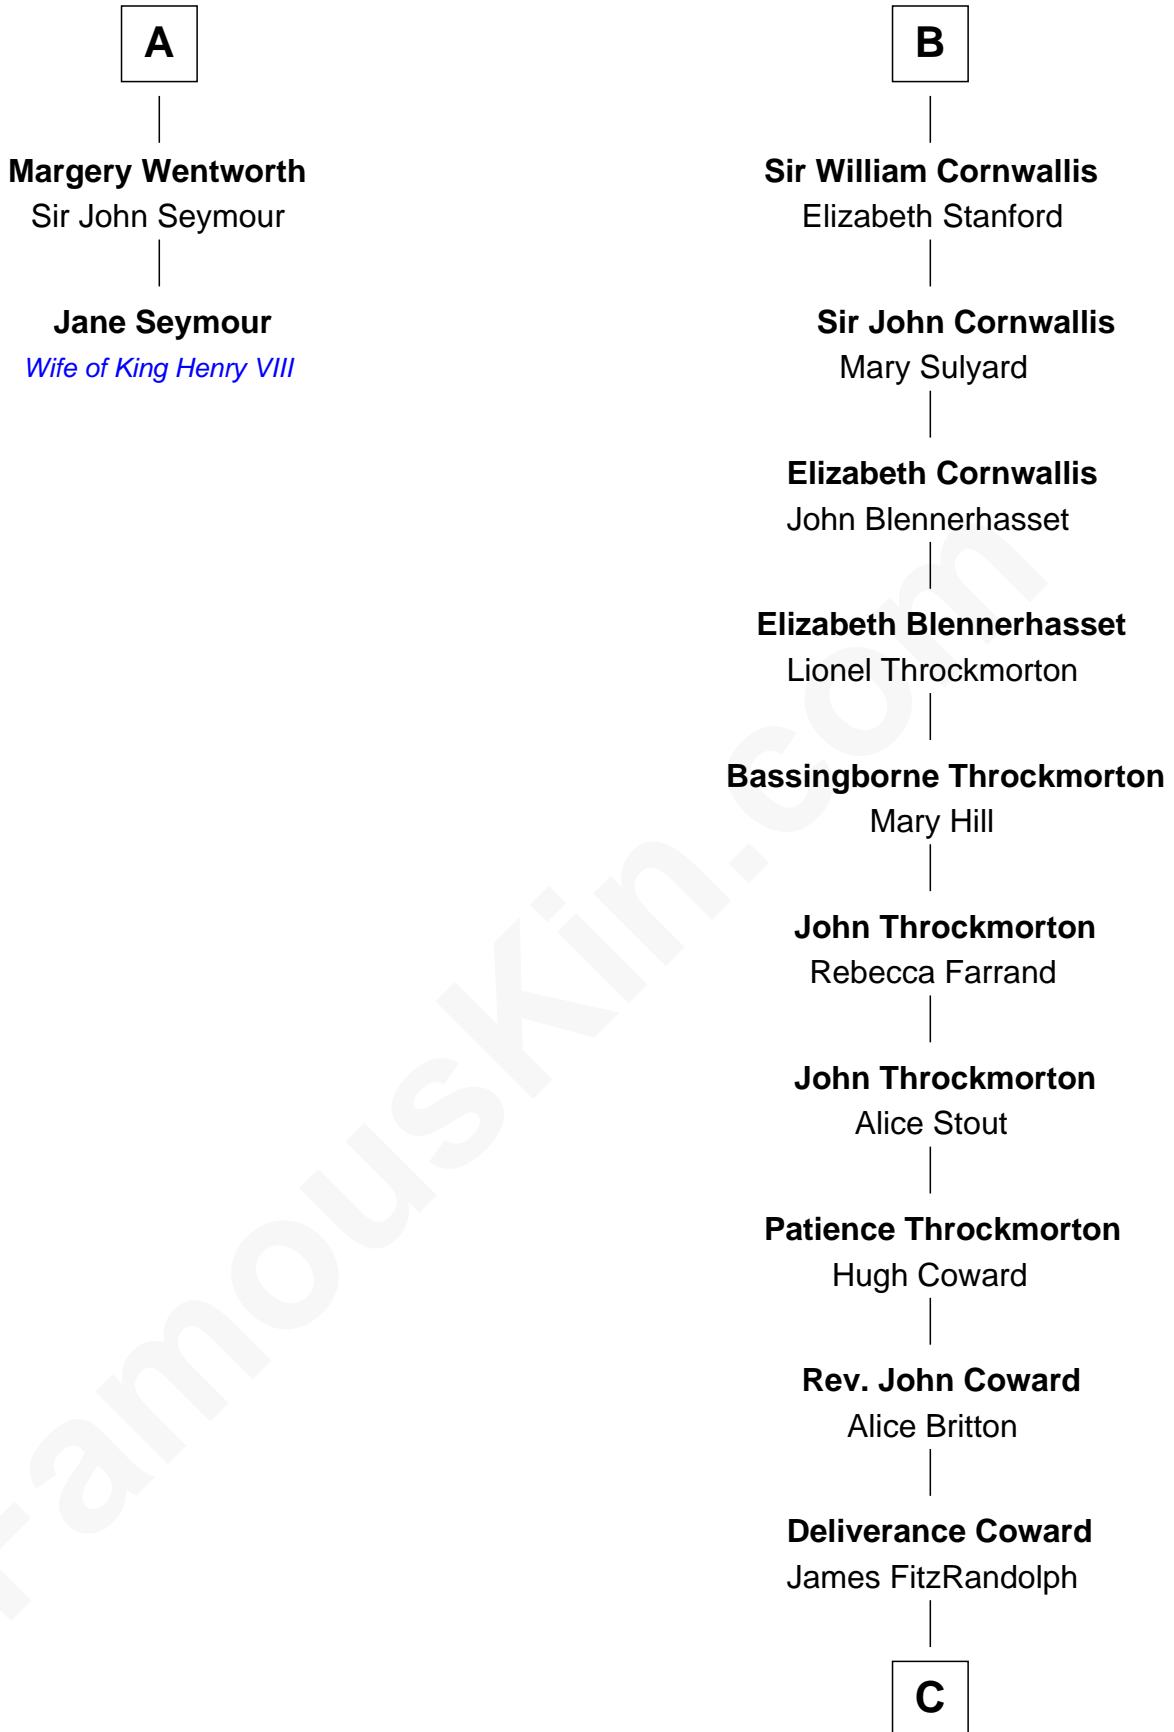 A
Margery Wentworth
Sir John Seymour
Jane Seymour
Wife of King Henry VIII
B
Sir William Cornwallis
Elizabeth Stanford
Sir John Cornwallis
Mary Sulyard
Elizabeth Cornwallis
John Blennerhasset
Elizabeth Blennerhasset
Lionel Throckmorton
Bassingborne Throckmorton
Mary Hill
John Throckmorton
Rebecca Farrand
John Throckmorton
Alice Stout
Patience Throckmorton
Hugh Coward
Rev. John Coward
Alice Britton
Deliverance Coward
James FitzRandolph
C
FamousKin.com